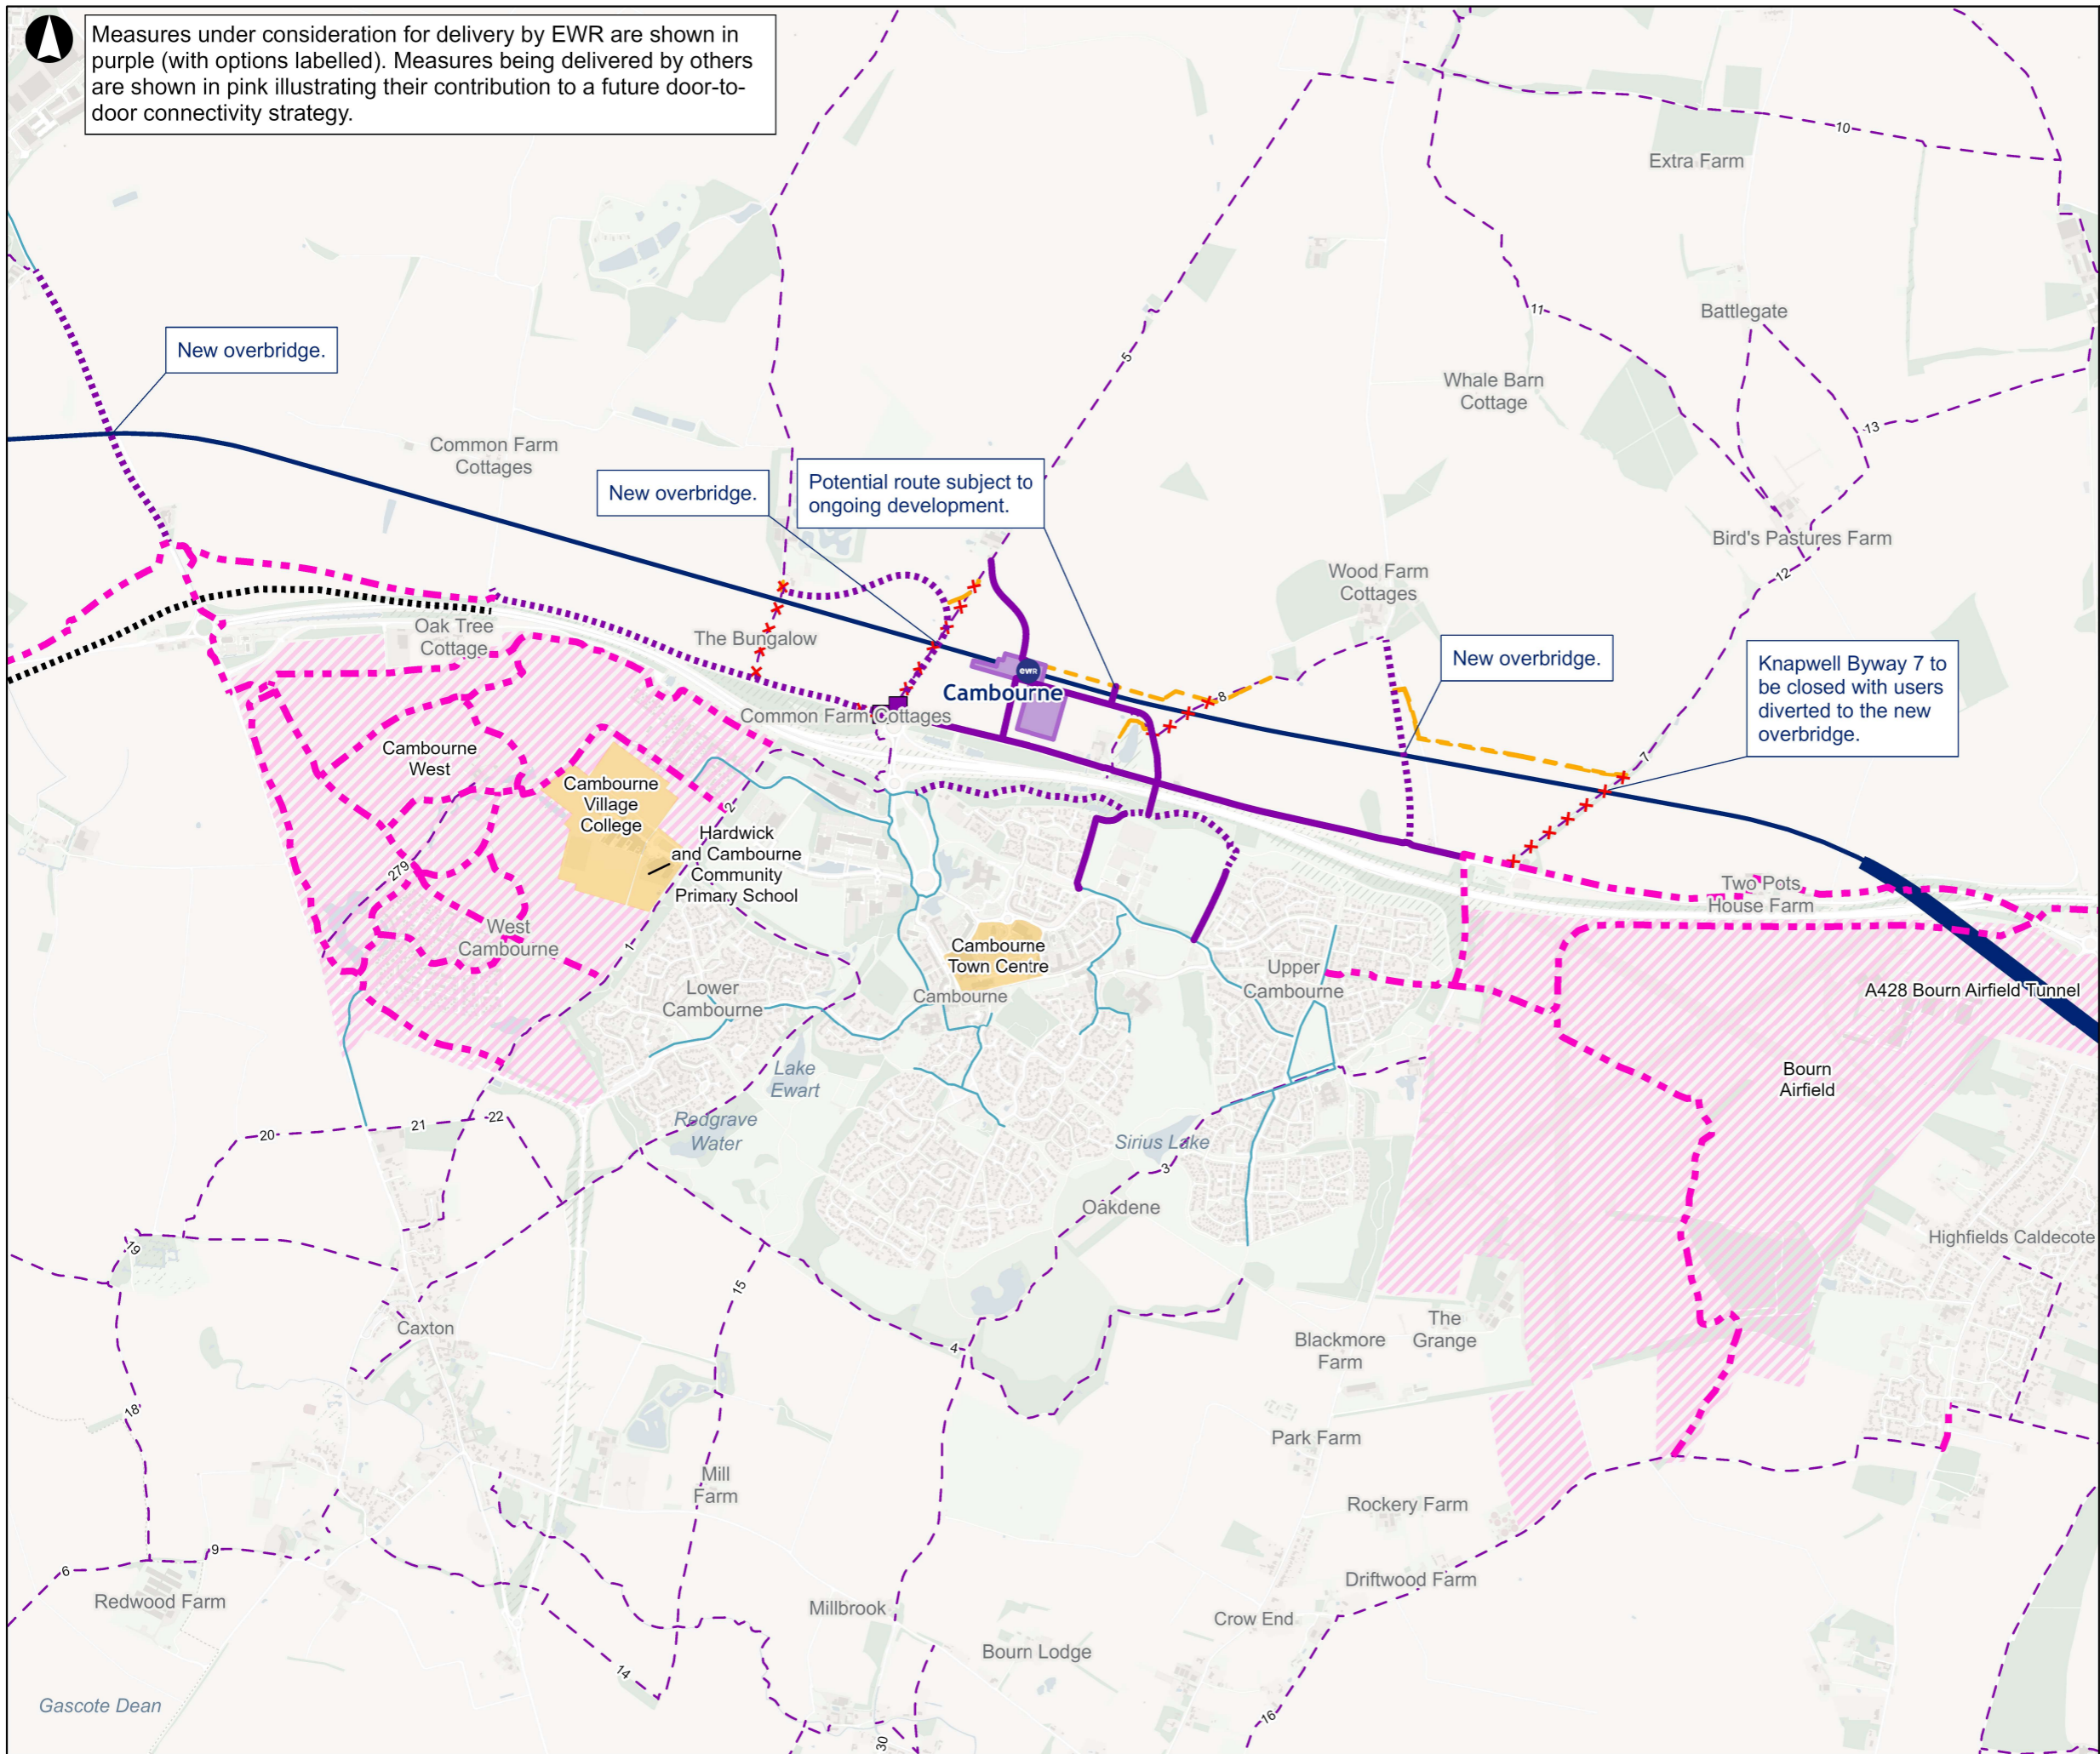 Measures under consideration for delivery by EWR are shown in
purple (with options labelled). Measures being delivered by others
are shown in pink illustrating their contribution to a future door-to-
door connectivity strategy.
10
Extra Farm
New overbridge.
11
Battlegate
5
Whale Barn
Cottage
13
Common Farm
Cottages
New overbridge.
Potential route subject to
ongoing development.
Bird's Pastures Farm
12
Wood Farm
Cottages
Oak Tree
Cottage
The Bungalow
New overbridge.
Knapwell Byway 7 to
be closed with users
diverted to the new
overbridge.
ewr
Cambourne
8
7
Common Farm Cottages
Cambourne
West
Cambourne
Village
College
2
Hardwick
and Cambourne
Community
Primary School
279
Two Pots
House Farm
West
Cambourne
1
Cambourne
Town Centre
Cambourne
Lower
Cambourne
Upper
Cambourne
A428 Bourn Airfield Tunnel
Lake
Ewart
Bourn
Airfield
Redgrave
Water
20
21
22
Sirius Lake
3
Oakdene
19
Highfields Caldecote
15
Caxton
4
The
Grange
Blackmore
Farm
18
Park Farm
Mill
Farm
Rockery Farm
9
6
Redwood Farm
Driftwood Farm
Millbrook
Crow End
Bourn Lodge
14
Gascote Dean
16
30